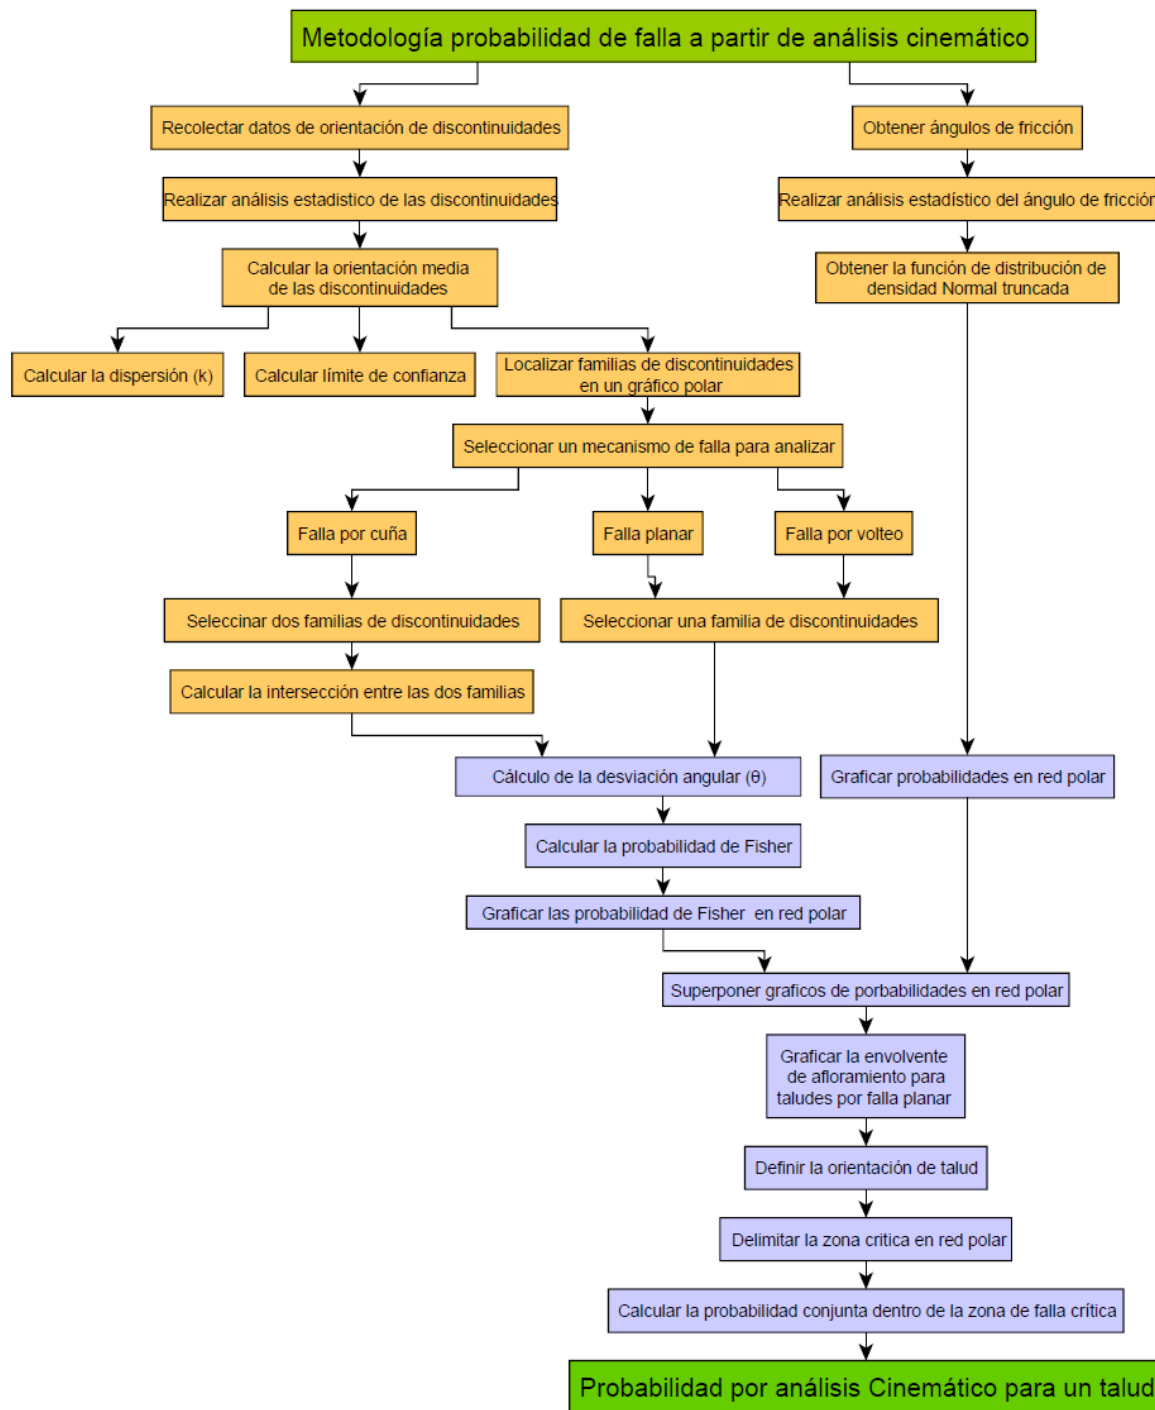 Metodología probabilidad de falla a partir de análisis cinemático
Recolectar datos de orientación de discontinuidades
Obtener ángulos de fricción
Realizar análisis estadistico de las discontinuidades
Realizar análisis estadístico del ángulo de fricción
Calcular la orientación media
de las discontinuidades
Obtener la función de distribución de
densidad Normal truncada
Calcular la dispersión (k)
Calcular límite de confianza
Localizar familias de discontinuidades
en un gráfico polar
Seleccionar un mecanismo de falla para analizar
Falla por cuña
Falla planar
Falla por volteo
Seleccinar dos familias de discontinuidades
Seleccionar una familia de discontinuidades
Calcular la intersección entre las dos familias
Cálculo de la desviación angular (θ)
Graficar probabilidades en red polar
Calcular la probabilidad de Fisher
Graficar las probabilidad de Fisher en red polar
Superponer graficos de porbabilidades en red polar
Graficar la envolvente
de afloramiento para
taludes por falla planar
Definir la orientación de talud
Delimitar la zona critica en red polar
Calcular la probabilidad conjunta dentro de la zona de falla crítica
Probabilidad por análisis Cinemático para un talud